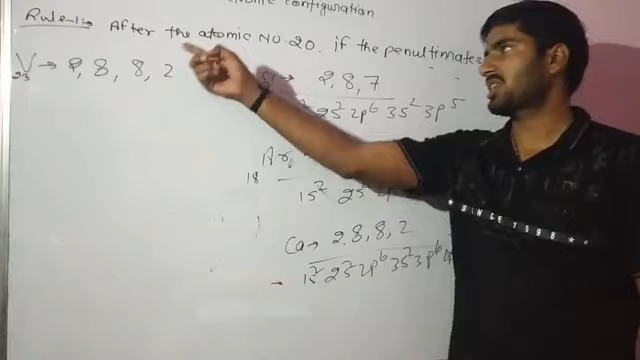 configuration
Rule-1:- After the atomic NO. 20. if the penultimate
23 V → 2, 8, 8, 2
→ 2, 8, 7
2s² 2p⁶ 3s² 3p⁵
18 Ar
1s² 2s²
Ca → 2, 8, 8, 2
1s² 2s² 2p⁶ 3s² 3p⁶
SINCE 1998